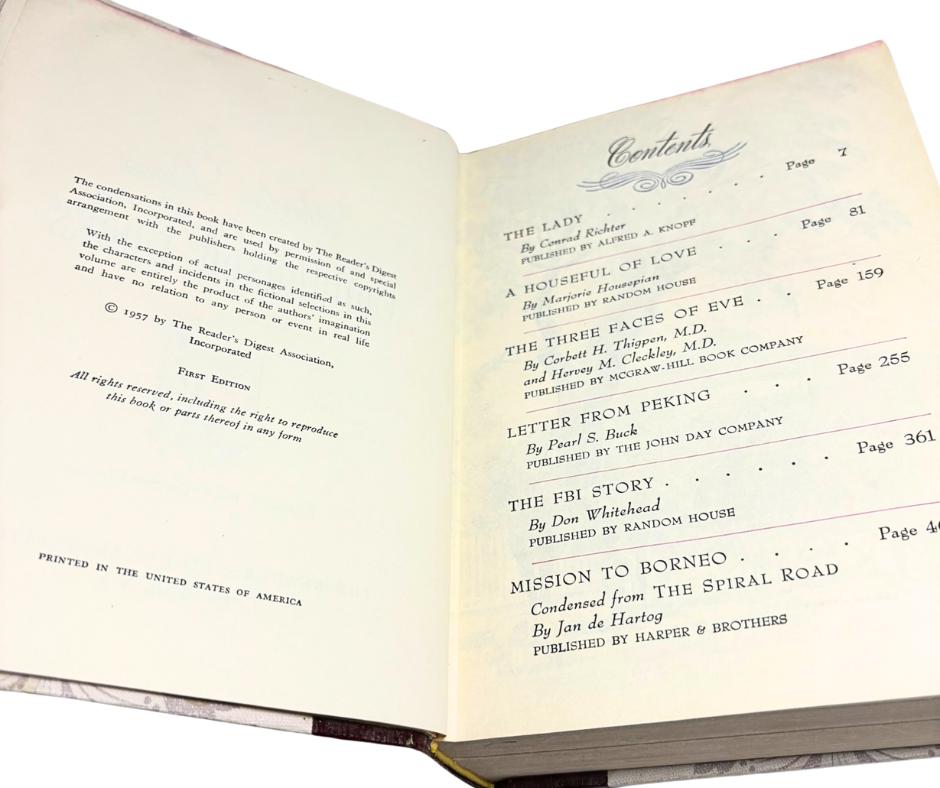 The condensations in this book have been created by The Reader's Digest
Association, Incorporated, and are used by permission of and special
arrangement with the publishers holding the respective copyrights
With the exception of actual personages identified as such,
the characters and incidents in the fictional selections in this
volume are entirely the product of the authors' imagination
and have no relation to any person or event in real life
© 1957 by The Reader's Digest Association,
Incorporated
FIRST EDITION
All rights reserved, including the right to reproduce
this book or parts thereof in any form
PRINTED IN THE UNITED STATES OF AMERICA
Contents
THE LADY . . . . . . . Page 7
By Conrad Richter
PUBLISHED BY ALFRED A. KNOPF
A HOUSEFUL OF LOVE . . . Page 81
By Marjorie Housepian
PUBLISHED BY RANDOM HOUSE
THE THREE FACES OF EVE . . Page 159
By Corbett H. Thigpen, M.D.
and Hervey M. Cleckley, M.D.
PUBLISHED BY MCGRAW-HILL BOOK COMPANY
LETTER FROM PEKING . . . Page 255
By Pearl S. Buck
PUBLISHED BY THE JOHN DAY COMPANY
THE FBI STORY . . . . . . Page 361
By Don Whitehead
PUBLISHED BY RANDOM HOUSE
MISSION TO BORNEO . . . . Page
Condensed from THE SPIRAL ROAD
By Jan de Hartog
PUBLISHED BY HARPER & BROTHERS